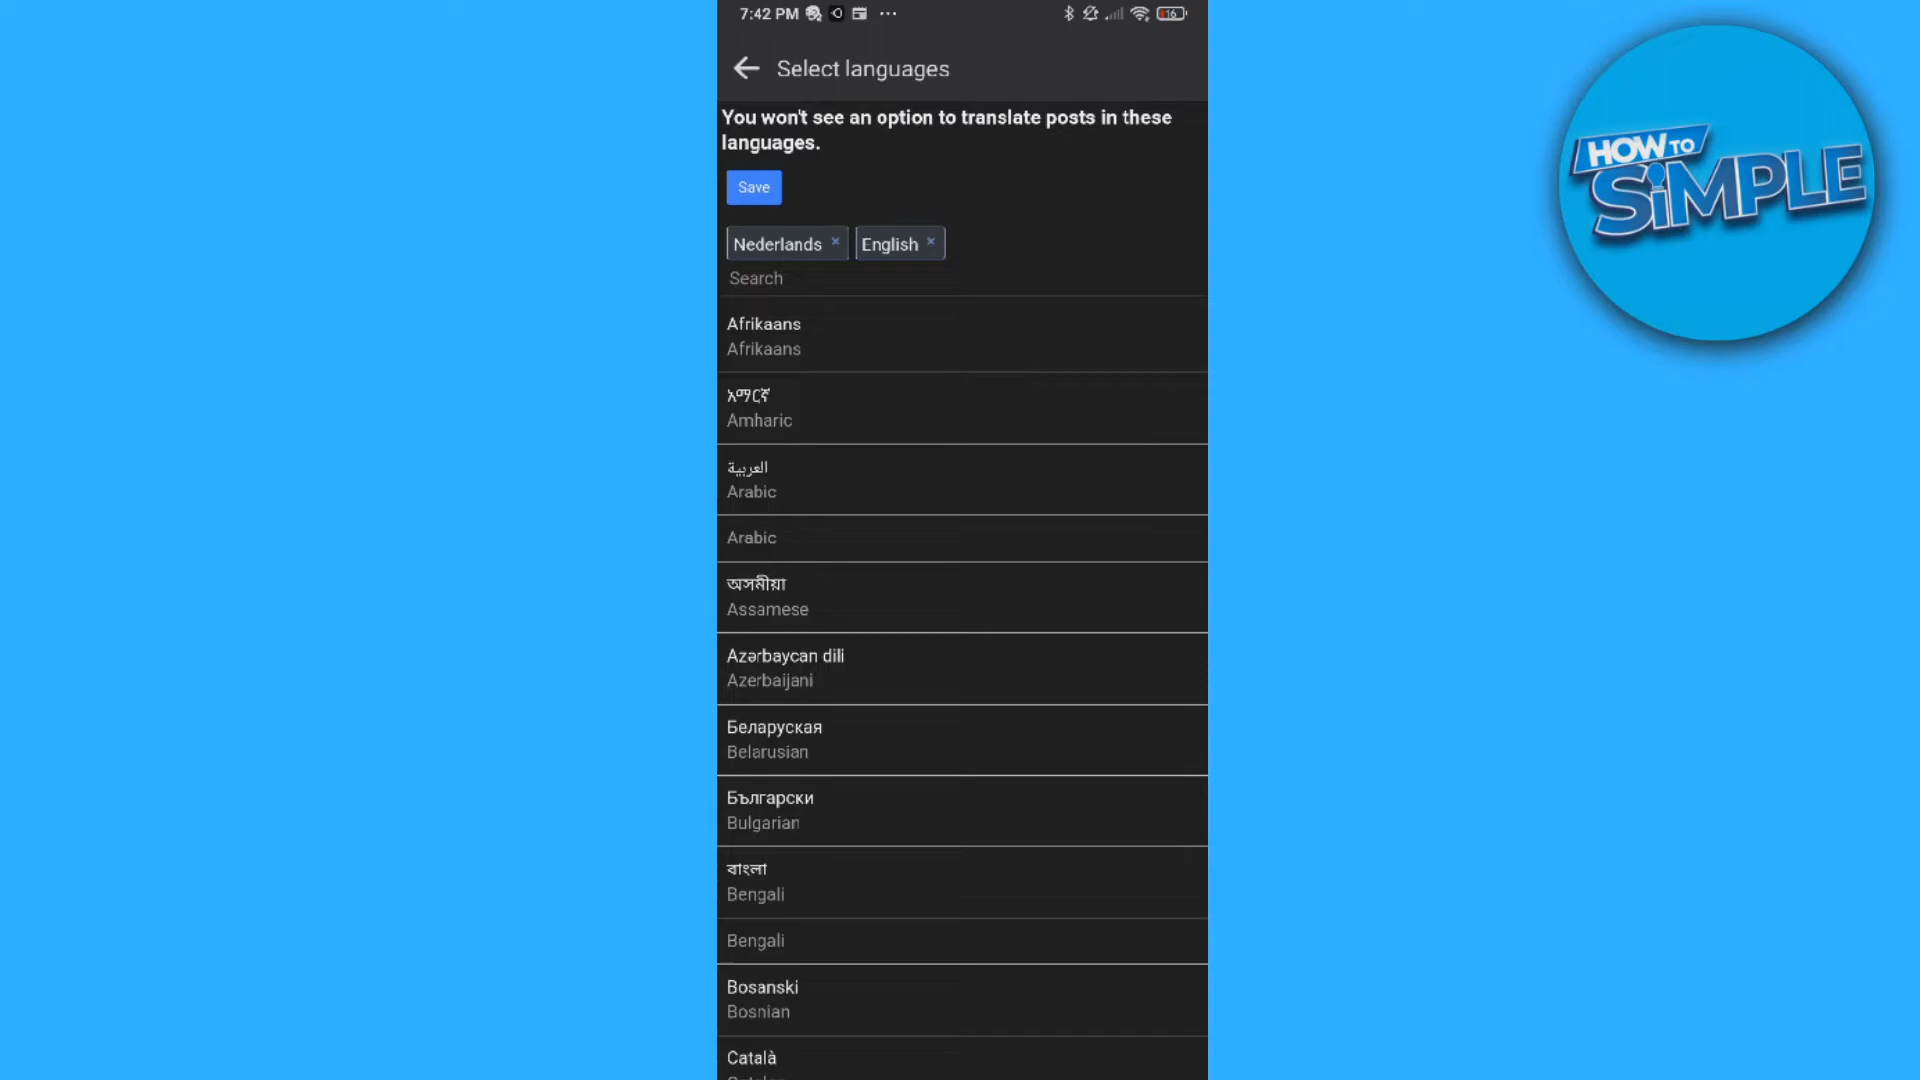 7:42 PM
16
Select languages
You won't see an option to translate posts in these
languages.
Save
Nederlands × English ×
Search
Afrikaans
Afrikaans
አማርኛ
Amharic
العربية
Arabic
Arabic
অসমীয়া
Assamese
Azərbaycan dili
Azerbaijani
Беларуская
Belarusian
Български
Bulgarian
বাংলা
Bengali
Bengali
Bosanski
Bosnian
Català
HOW TO
SiMPLE